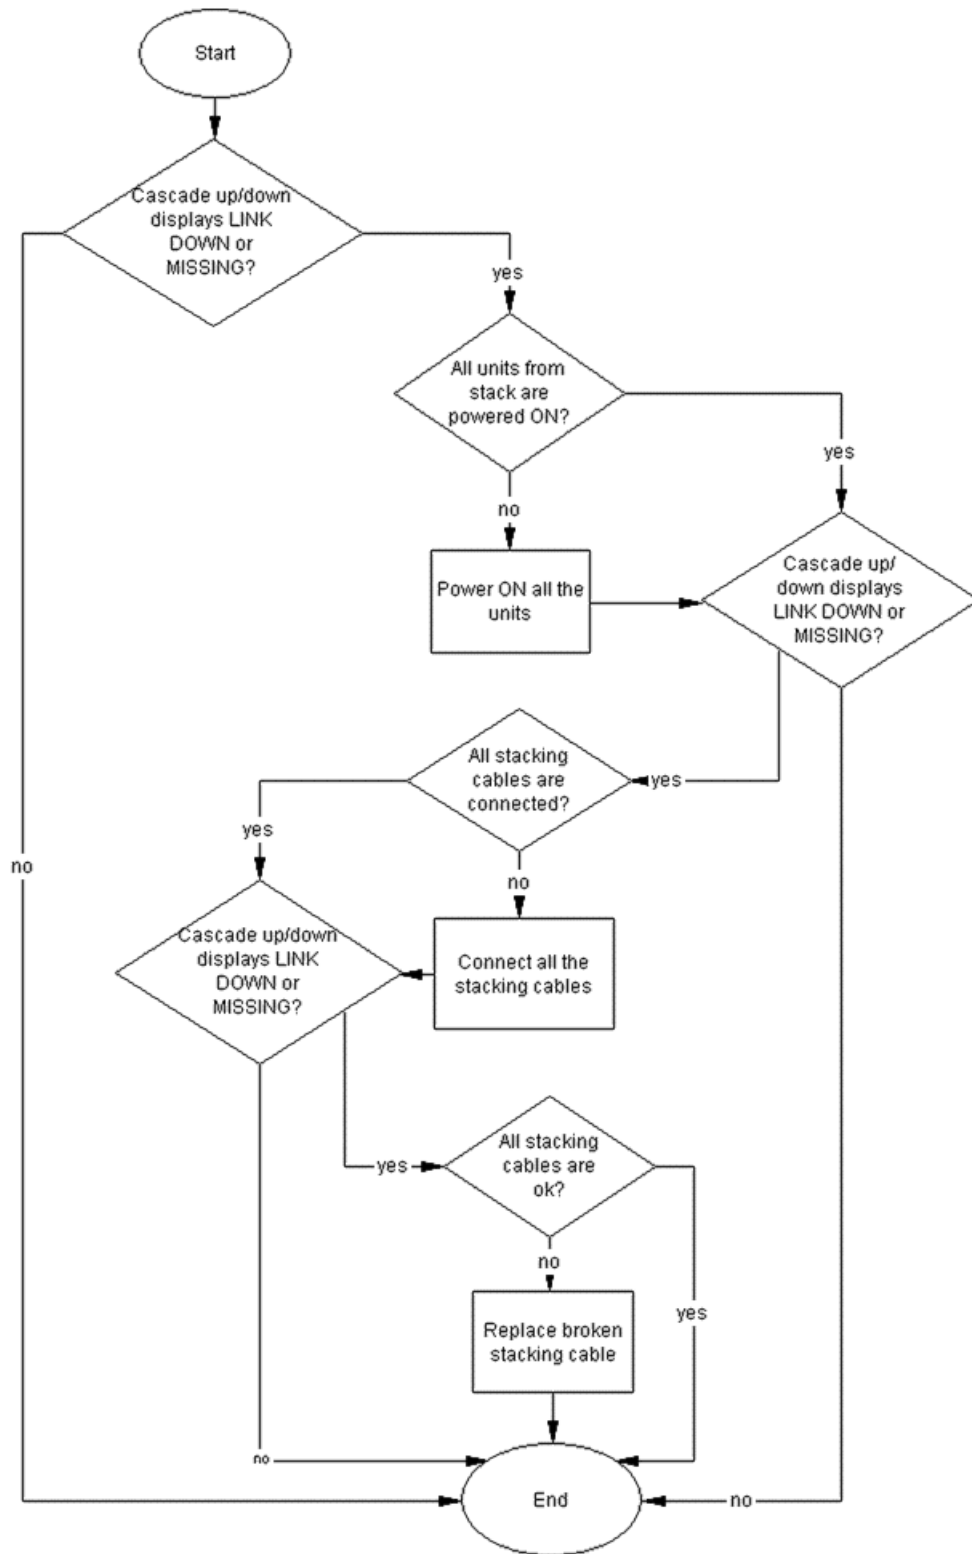 Start
Cascade up/down
displays LINK
DOWN or
MISSING?
yes
All units from
stack are
powered ON?
yes
no
Power ON all the
units
Cascade up/
down displays
LINK DOWN or
MISSING?
All stacking
cables are
connected?
yes
yes
no
no
Cascade up/down
displays LINK
DOWN or
MISSING?
Connect all the
stacking cables
All stacking
cables are
ok?
yes
no
yes
Replace broken
stacking cable
no
End
no